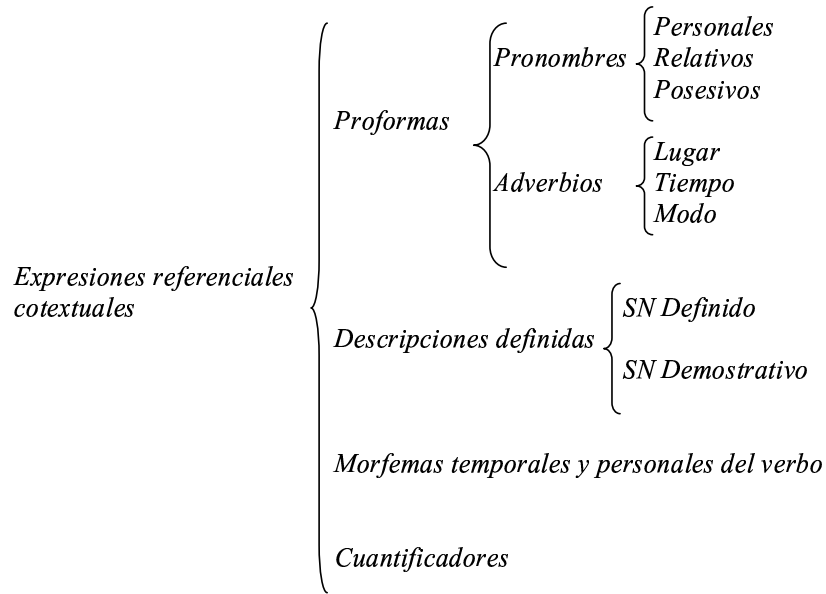 Expresiones referenciales
cotextuales
Proformas
Pronombres
Personales
Relativos
Posesivos
Adverbios
Lugar
Tiempo
Modo
Descripciones definidas
SN Definido
SN Demostrativo
Morfemas temporales y personales del verbo
Cuantificadores